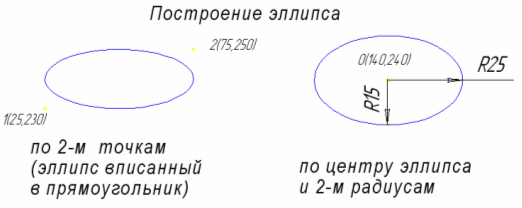 Построение эллипса
2(75,250)
0(140,240)
R25
R15
1(25,230)
по 2-м точкам
(эллипс вписанный
в прямоугольник)
по центру эллипса
и 2-м радиусам